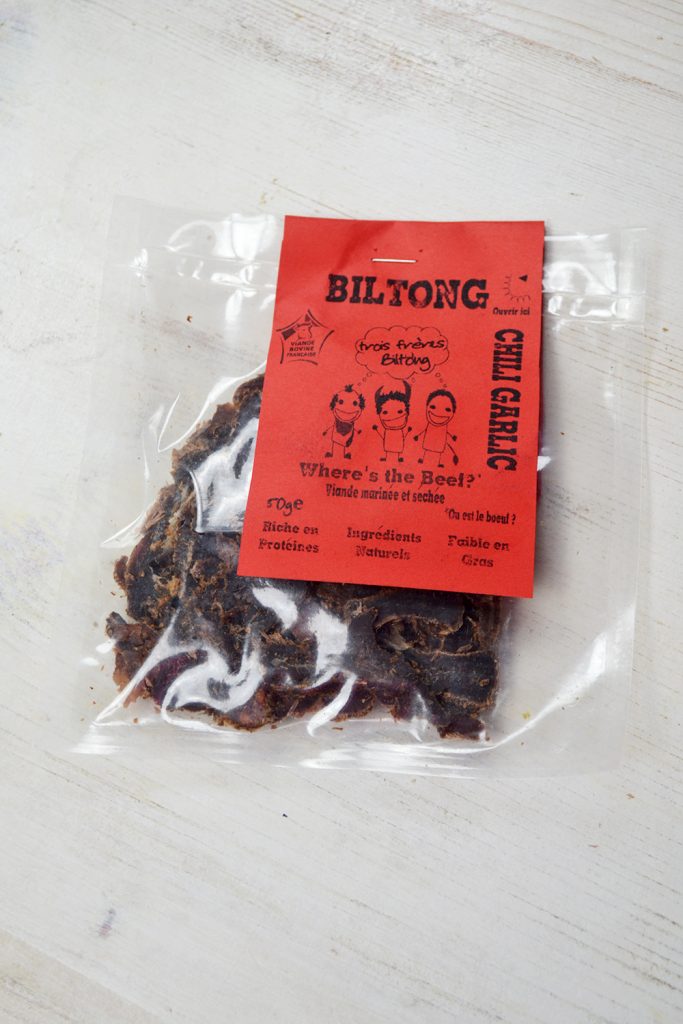 BILTONG
Ouvrir ici
VIANDE
BOVINE
FRANÇAISE
trois frères
Biltong
CHILI GARLIC
Where's the Beef?*
Viande marinée et sechee
50g e
*Ou est le boeuf ?
Riche en
Protéines
Ingrédients
Naturels
Faible en
Gras